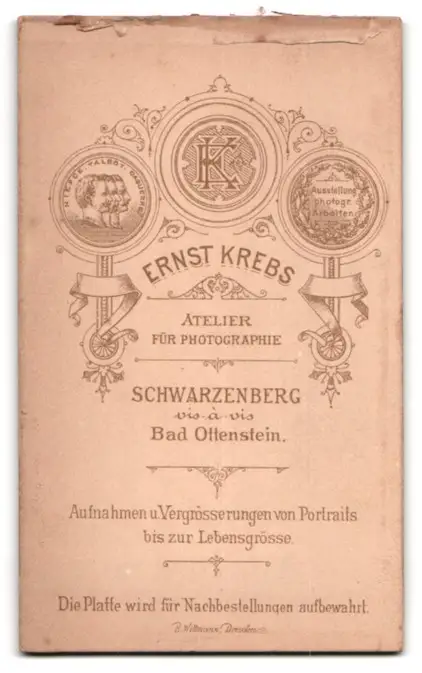 NIEPCE TALBOT DAGUERRE
EK
Ausstellung
photogr.
Arbeiten
ERNST KREBS
ATELIER
FÜR PHOTOGRAPHIE
SCHWARZENBERG
vis-à-vis
Bad Ottenstein.
Aufnahmen u. Vergrösserungen von Portraits
bis zur Lebensgrösse.
Die Platte wird für Nachbestellungen aufbewahrt.